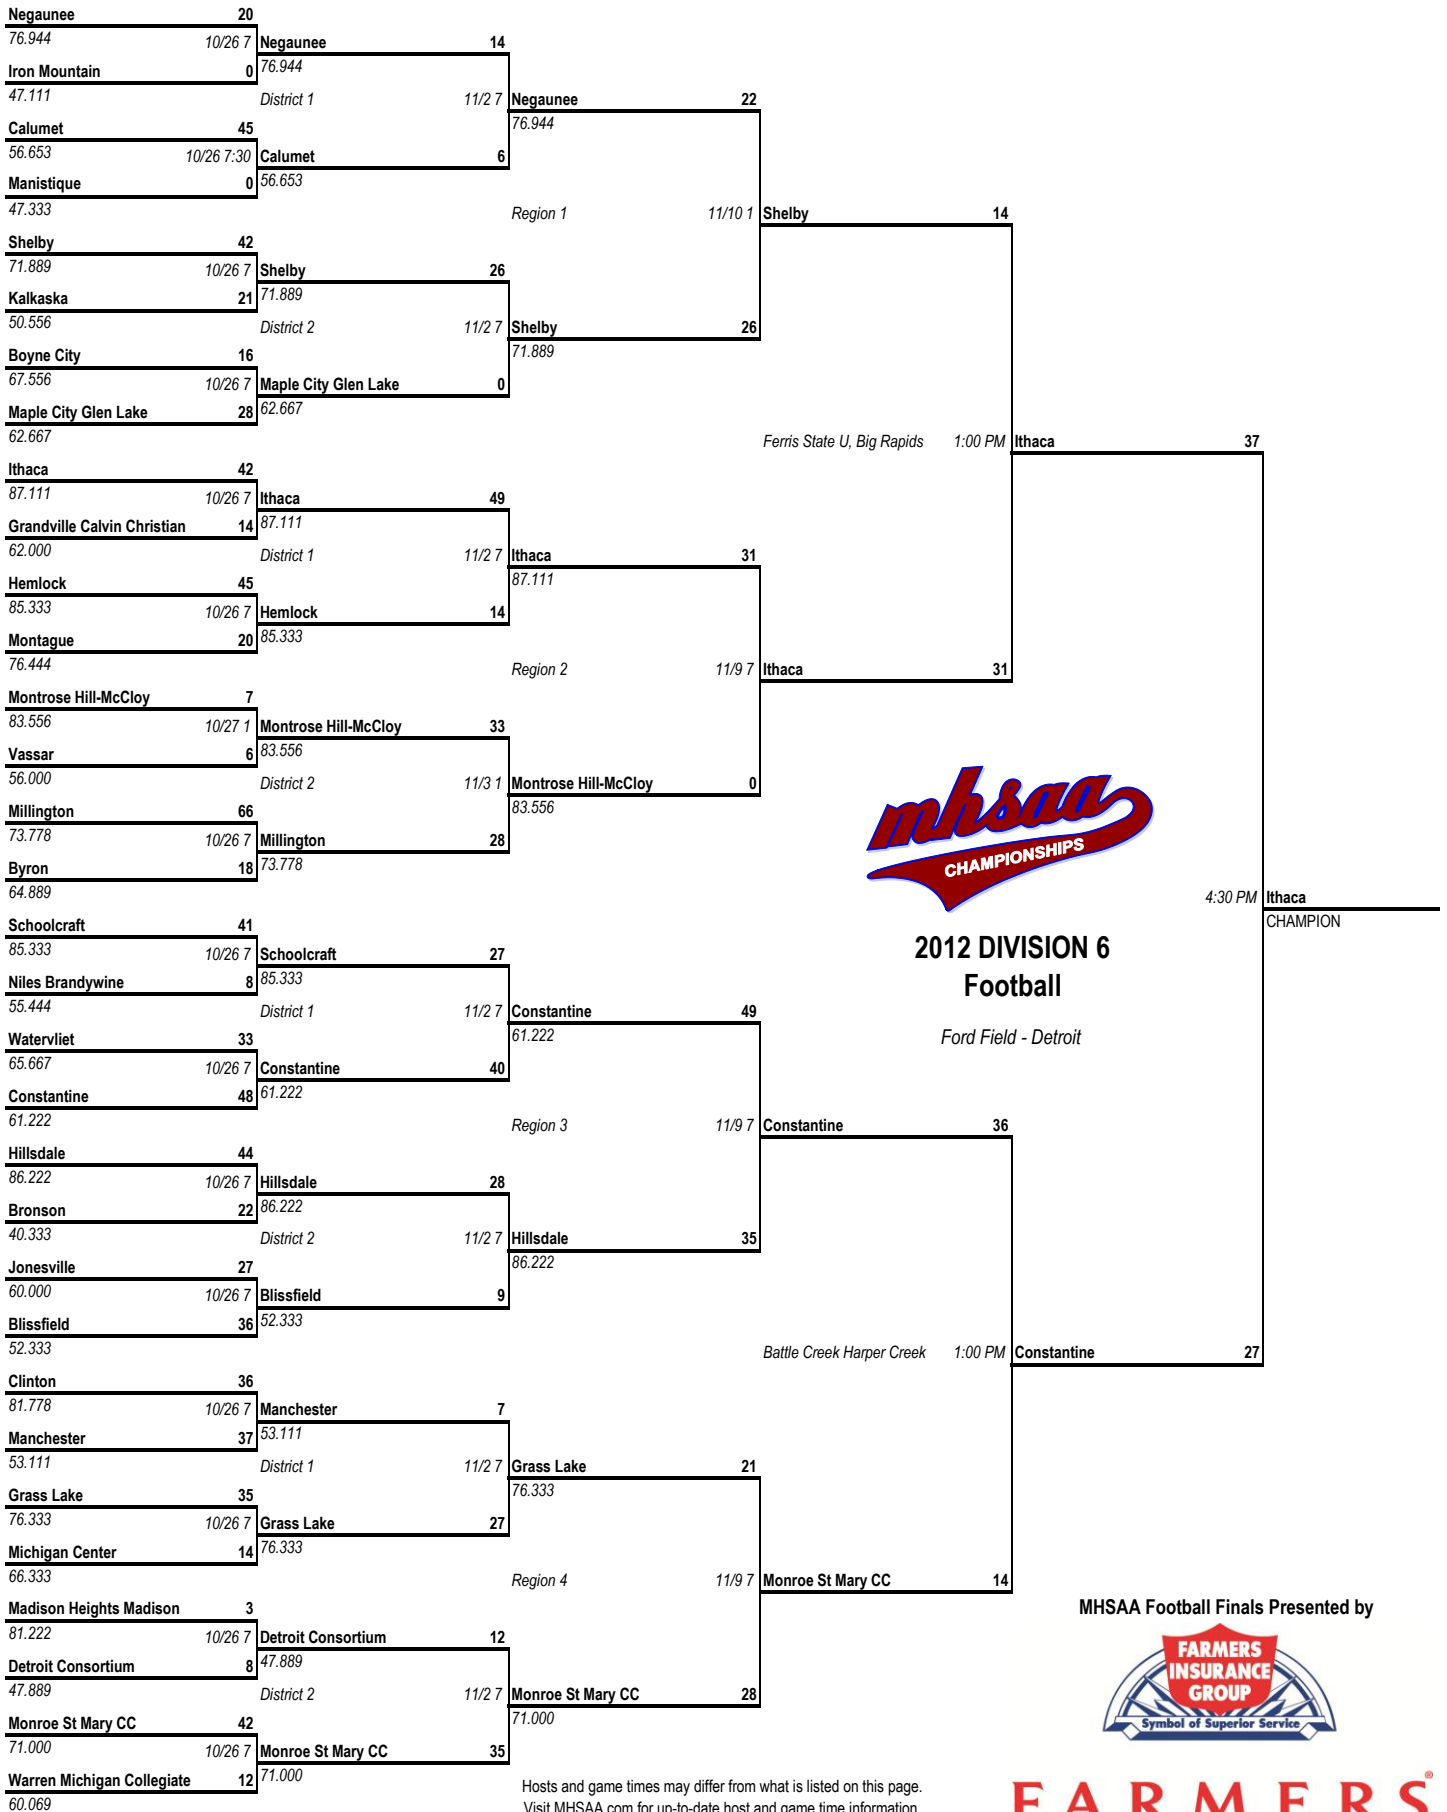 Negaunee 20
76.944 10/26 7 Negaunee 14
Iron Mountain 0 76.944
47.111 District 1 11/2 7 Negaunee 22
Calumet 45 76.944
56.653 10/26 7:30 Calumet 6
Manistique 0 56.653
47.333 Region 1 11/10 1 Shelby 14
Shelby 42
71.889 10/26 7 Shelby 26
Kalkaska 21 71.889
50.556 District 2 11/2 7 Shelby 26
Boyne City 16 71.889
67.556 10/26 7 Maple City Glen Lake 0
Maple City Glen Lake 28 62.667
62.667 Ferris State U, Big Rapids 1:00 PM Ithaca 37
Ithaca 42
87.111 10/26 7 Ithaca 49
Grandville Calvin Christian 14 87.111
62.000 District 1 11/2 7 Ithaca 31
Hemlock 45 87.111
85.333 10/26 7 Hemlock 14
Montague 20 85.333
76.444 Region 2 11/9 7 Ithaca 31
Montrose Hill-McCloy 7
83.556 10/27 1 Montrose Hill-McCloy 33
Vassar 6 83.556
56.000 District 2 11/3 1 Montrose Hill-McCloy 0
Millington 66 83.556
73.778 10/26 7 Millington 28
Byron 18 73.778
64.889
mhsaa
CHAMPIONSHIPS
4:30 PM Ithaca
CHAMPION
2012 DIVISION 6
Football
Ford Field - Detroit
Schoolcraft 41
85.333 10/26 7 Schoolcraft 27
Niles Brandywine 8 85.333
55.444 District 1 11/2 7 Constantine 49
Watervliet 33 61.222
65.667 10/26 7 Constantine 40
Constantine 48 61.222
61.222 Region 3 11/9 7 Constantine 36
Hillsdale 44
86.222 10/26 7 Hillsdale 28
Bronson 22 86.222
40.333 District 2 11/2 7 Hillsdale 35
Jonesville 27 86.222
60.000 10/26 7 Blissfield 9
Blissfield 36 52.333
52.333 Battle Creek Harper Creek 1:00 PM Constantine 27
Clinton 36
81.778 10/26 7 Manchester 7
Manchester 37 53.111
53.111 District 1 11/2 7 Grass Lake 21
Grass Lake 35 76.333
76.333 10/26 7 Grass Lake 27
Michigan Center 14 76.333
66.333 Region 4 11/9 7 Monroe St Mary CC 14
Madison Heights Madison 3
81.222 10/26 7 Detroit Consortium 12
Detroit Consortium 8 47.889
47.889 District 2 11/2 7 Monroe St Mary CC 28
Monroe St Mary CC 42 71.000
71.000 10/26 7 Monroe St Mary CC 35
Warren Michigan Collegiate 12 71.000
60.069
Hosts and game times may differ from what is listed on this page.
Visit MHSAA.com for up-to-date host and game time information.
MHSAA Football Finals Presented by
FARMERS
INSURANCE
GROUP
Symbol of Superior Service
FARMERS®